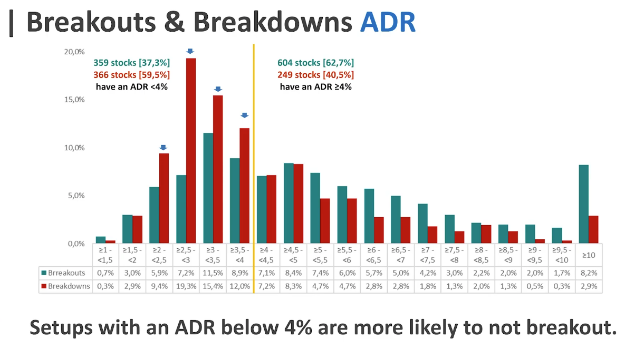 | Breakouts & Breakdowns ADR
20,0%
15,0%
10,0%
5,0%
0,0%
359 stocks [37,3%]
366 stocks [59,5%]
have an ADR <4%
604 stocks [62,7%]
249 stocks [40,5%]
have an ADR ≥4%
≥1 - <1,5 ≥1,5 - <2 ≥2 - <2,5 ≥2,5 - <3 ≥3 - <3,5 ≥3,5 - <4 ≥4 - <4,5 ≥4,5 - <5 ≥5 - <5,5 ≥5,5 - <6 ≥6 - <6,5 ≥6,5 - <7 ≥7 - <7,5 ≥7,5 - <8 ≥8 - <8,5 ≥8,5 - <9 ≥9 - <9,5 ≥9,5 - <10 ≥10
Breakouts 0,7% 3,0% 5,9% 7,2% 11,5% 8,9% 7,1% 8,4% 7,4% 6,0% 5,7% 5,0% 4,2% 3,0% 2,2% 2,0% 2,0% 1,7% 8,2%
Breakdowns 0,3% 2,9% 9,4% 19,3% 15,4% 12,0% 7,2% 8,3% 4,7% 4,7% 2,8% 2,8% 1,8% 1,3% 2,0% 1,3% 0,5% 0,3% 2,9%
Setups with an ADR below 4% are more likely to not breakout.